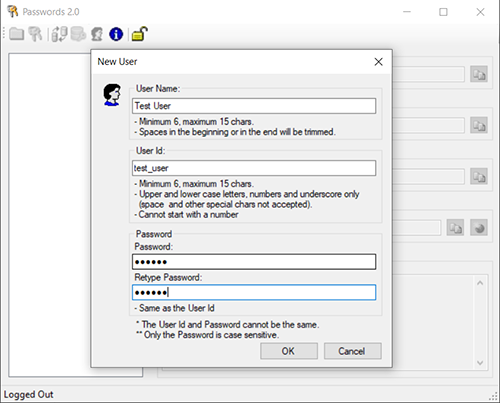 Passwords 2.0
New User
User Name:
Test User
- Minimum 6, maximum 15 chars.
- Spaces in the beginning or in the end will be trimmed.
User Id:
test_user
- Minimum 6, maximum 15 chars.
- Upper and lower case letters, numbers and underscore only
(space and other special chars not accepted).
- Cannot start with a number
Password
Password:
●●●●●●
Retype Password:
●●●●●●
- Same as the User Id
* The User Id and Password cannot be the same.
** Only the Password is case sensitive.
OK Cancel
Logged Out